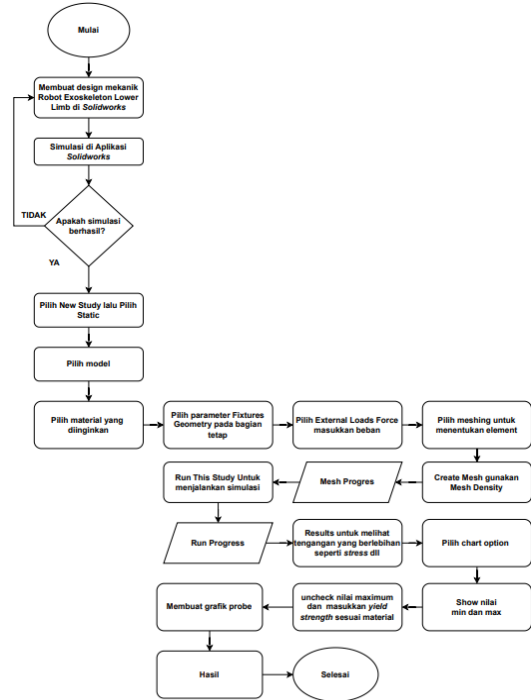 Mulai
Membuat design mekanik
Robot Exoskeleton Lower
Limb di Solidworks
Simulasi di Aplikasi
Solidworks
Apakah simulasi
berhasil?
TIDAK
YA
Pilih New Study lalu Pilih
Static
Pilih model
Pilih material yang
diinginkan
Pilih parameter Fixtures
Geometry pada bagian
tetap
Pilih External Loads Force
masukkan beban
Pilih meshing untuk
menentukan element
Create Mesh gunakan
Mesh Density
Mesh Progres
Run This Study Untuk
menjalankan simulasi
Run Progress
Results untuk melihat
tengangan yang berlebihan
seperti stress dll
Pilih chart option
Show nilai
min dan max
uncheck nilai maximum
dan masukkan yield
strength sesuai material
Membuat grafik probe
Hasil
Selesai